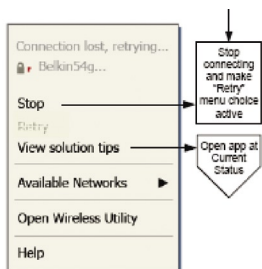 Connection lost, retrying...
Belkin54g...
Stop
Retry
View solution tips
Available Networks
Open Wireless Utility
Help
Stop
connecting
and make
"Retry"
menu choice
active
Open app at
Current
Status